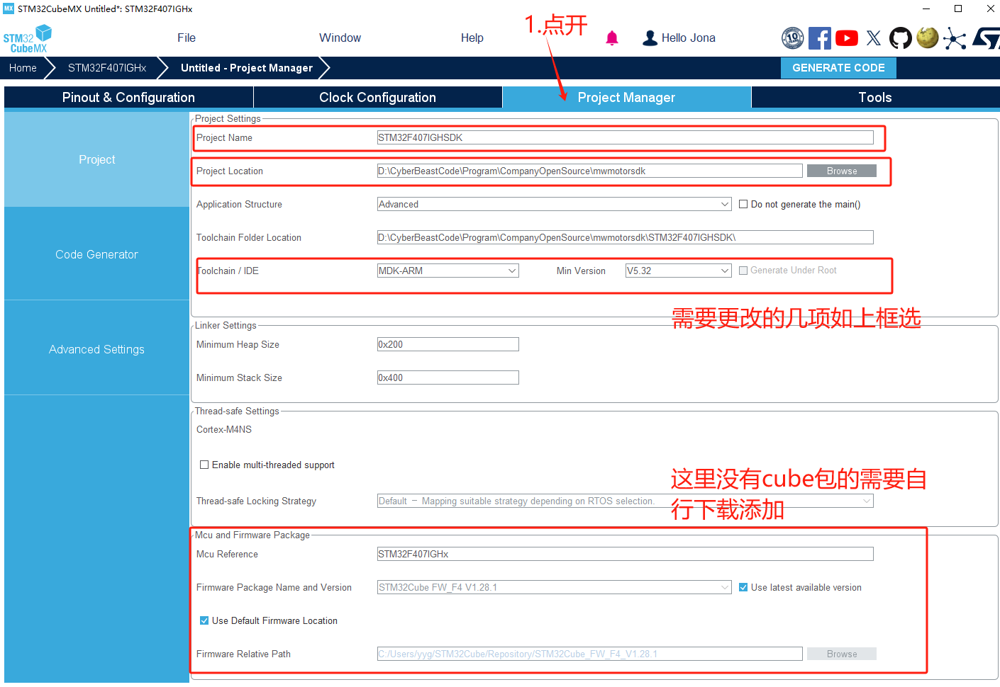 MX STM32CubeMX Untitled*: STM32F407IGHx
1.点开
STM32
CubeMX
File
Window
Help
Hello Jona
10
Home
STM32F407IGHx
Untitled - Project Manager
GENERATE CODE
Pinout & Configuration
Clock Configuration
Project Manager
Tools
Project
Code Generator
Advanced Settings
Project Settings
Project Name STM32F407IGHSDK
Project Location D:\CyberBeastCode\Program\CompanyOpenSource\mwmotorsdk Browse
Application Structure Advanced Do not generate the main()
Toolchain Folder Location D:\CyberBeastCode\Program\CompanyOpenSource\mwmotorsdk\STM32F407IGHSDK\
Toolchain / IDE MDK-ARM Min Version V5.32 Generate Under Root
需要更改的几项如上框选
Linker Settings
Minimum Heap Size 0x200
Minimum Stack Size 0x400
Thread-safe Settings
Cortex-M4NS
Enable multi-threaded support
这里没有cube包的需要自
行下载添加
Thread-safe Locking Strategy Default － Mapping suitable strategy depending on RTOS selection.
Mcu and Firmware Package
Mcu Reference STM32F407IGHx
Firmware Package Name and Version STM32Cube FW_F4 V1.28.1 Use latest available version
Use Default Firmware Location
Firmware Relative Path C:/Users/yyg/STM32Cube/Repository/STM32Cube_FW_F4_V1.28.1 Browse